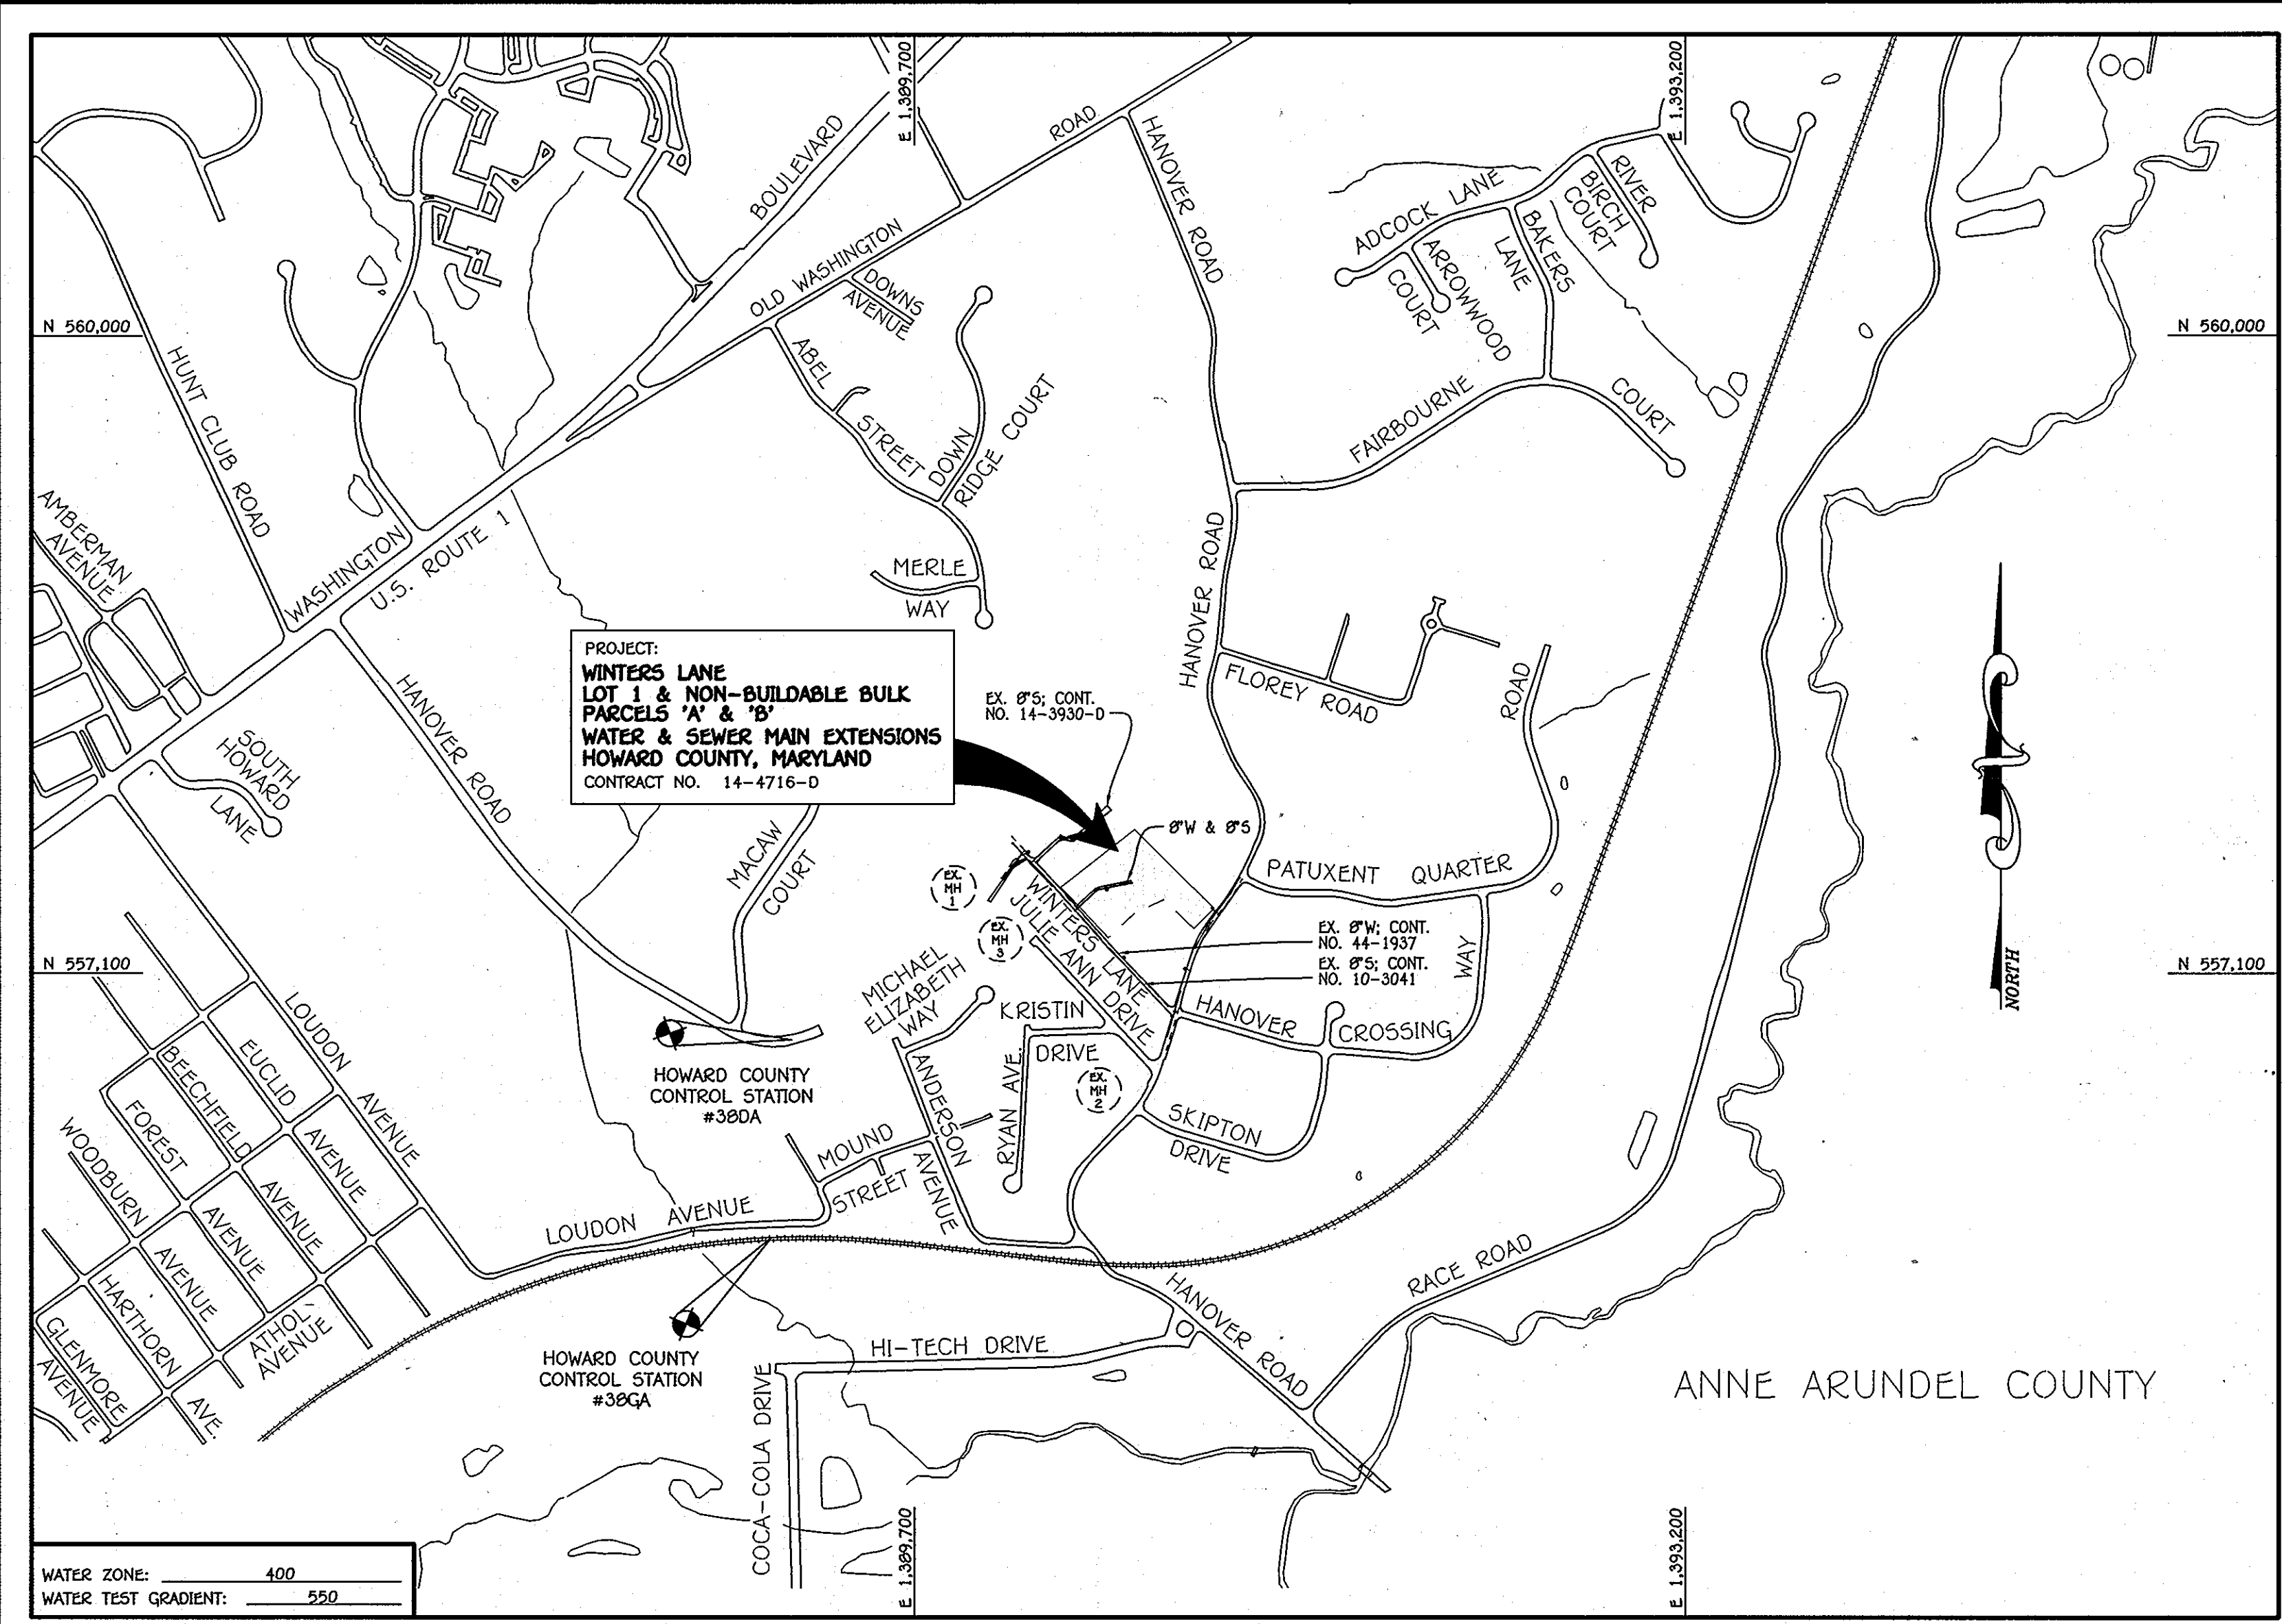 E 1,389,700
E 1,393,200
BOULEVARD
ROAD
HANOVER ROAD
OLD WASHINGTON
DOWNS
AVENUE
ADCOCK LANE
RIVER
BIRCH
COURT
BAKERS
LANE
ARROWWOOD
COURT
N 560,000
N 560,000
HUNT CLUB ROAD
ABEL
STREET
DOWN
RIDGE COURT
FAIRBOURNE
COURT
AMBERMAN
AVENUE
WASHINGTON
U.S. ROUTE 1
MERLE
WAY
HANOVER ROAD
PROJECT:
WINTERS LANE
LOT 1 & NON-BUILDABLE BULK
PARCELS 'A' & 'B'
WATER & SEWER MAIN EXTENSIONS
HOWARD COUNTY, MARYLAND
CONTRACT NO. 14-4716-D
EX. 8"S; CONT.
NO. 14-3930-D
FLOREY ROAD
ROAD
HANOVER ROAD
SOUTH
HOWARD
LANE
MACAW
COURT
8"W & 8"S
PATUXENT QUARTER
EX.
MH
1
EX.
MH
3
WINTERS LANE
JULIE ANN DRIVE
EX. 8"W; CONT.
NO. 44-1937
EX. 8"S; CONT.
NO. 10-3041
WAY
NORTH
N 557,100
N 557,100
MICHAEL
ELIZABETH
WAY
KRISTIN
DRIVE
HANOVER
CROSSING
LOUDON
AVENUE
EUCLID
AVENUE
BEECHFIELD
AVENUE
FOREST
AVENUE
WOODBURN
AVENUE
HARTHORN
AVE.
GLENMORE
AVENUE
ATHOL
AVENUE
HOWARD COUNTY
CONTROL STATION
#38DA
ANDERSON
AVENUE
RYAN AVE.
EX.
MH
2
SKIPTON
DRIVE
MOUND
STREET
LOUDON AVENUE
RACE ROAD
HANOVER ROAD
HI-TECH DRIVE
HOWARD COUNTY
CONTROL STATION
#38GA
COCA-COLA DRIVE
ANNE ARUNDEL COUNTY
E 1,389,700
E 1,393,200
WATER ZONE: 400
WATER TEST GRADIENT: 550